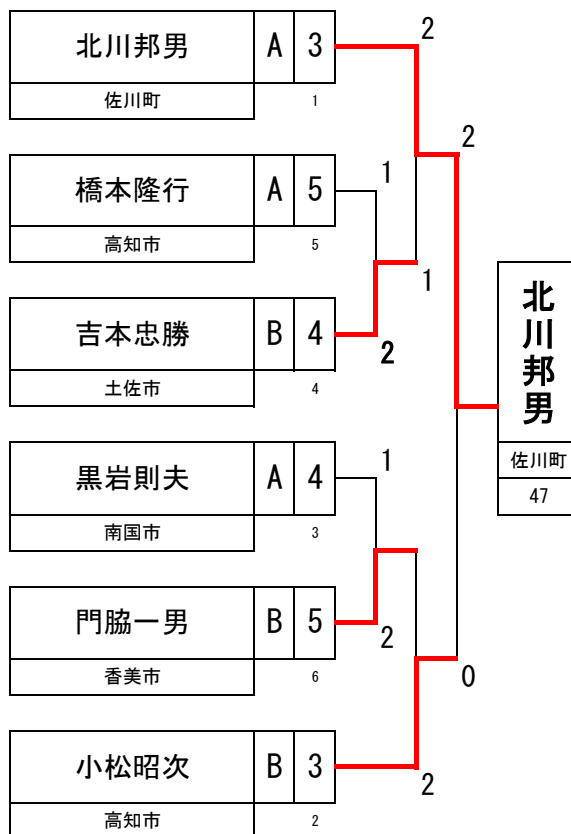 北川邦男 A 3
佐川町 1
2
2
橋本隆行 A 5
高知市 5
1
1
吉本忠勝 B 4
土佐市 4
2
黒岩則夫 A 4
南国市 3
1
門脇一男 B 5
香美市 6
2
0
小松昭次 B 3
高知市 2
2
北川邦男
佐川町
47